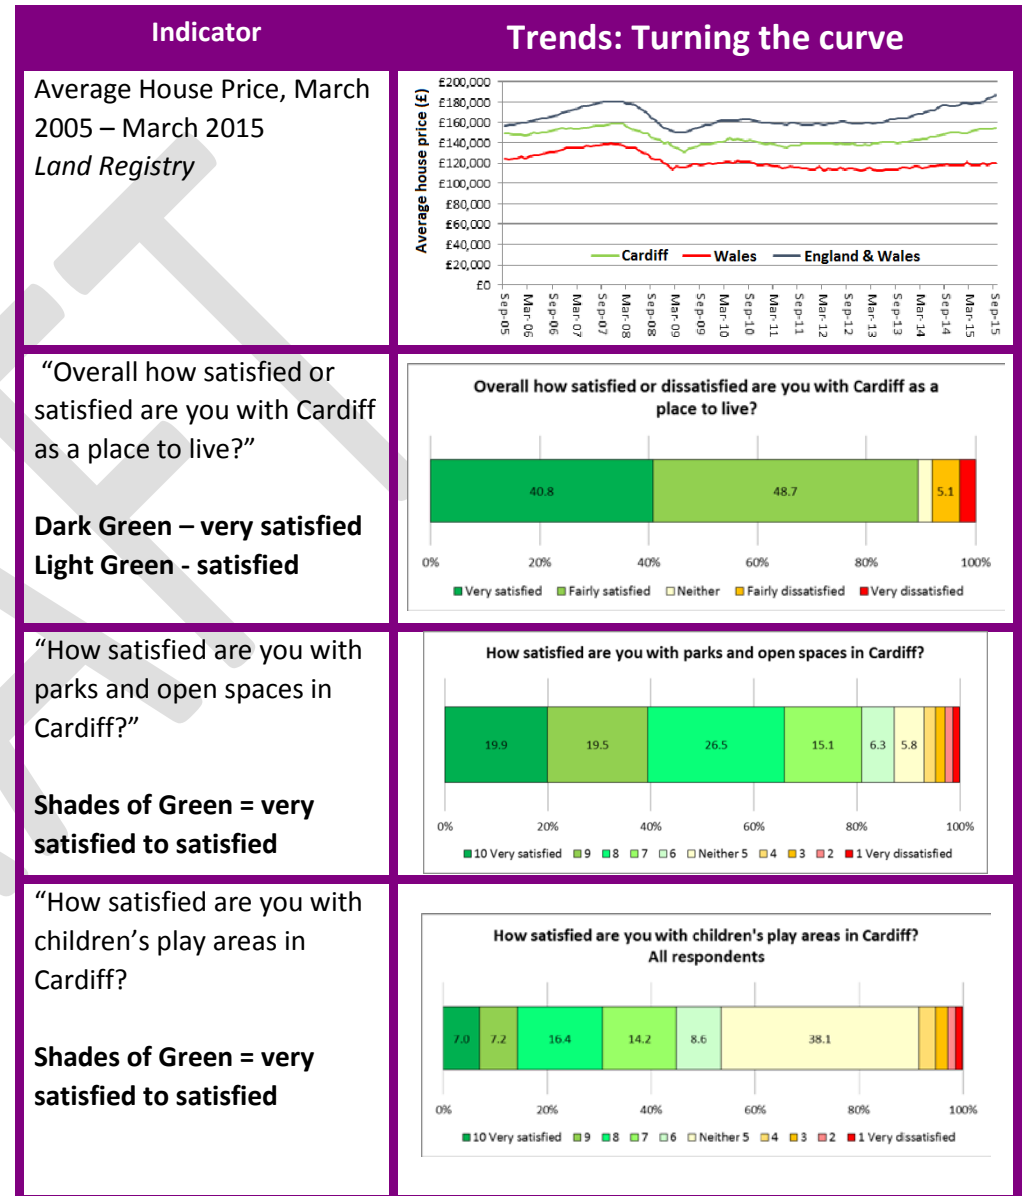 Indicator
Trends: Turning the curve
Average House Price, March
2005 – March 2015
Land Registry
Average house price (£)
£200,000
£180,000
£160,000
£140,000
£120,000
£100,000
£80,000
£60,000
£40,000
£20,000
£0
Cardiff Wales England & Wales
Sep-05 Mar-06 Sep-06 Mar-07 Sep-07 Mar-08 Sep-08 Mar-09 Sep-09 Mar-10 Sep-10 Mar-11 Sep-11 Mar-12 Sep-12 Mar-13 Sep-13 Mar-14 Sep-14 Mar-15 Sep-15
“Overall how satisfied or
satisfied are you with Cardiff
as a place to live?”
Dark Green – very satisfied
Light Green - satisfied
Overall how satisfied or dissatisfied are you with Cardiff as a
place to live?
40.8 48.7 5.1
0% 20% 40% 60% 80% 100%
Very satisfied Fairly satisfied Neither Fairly dissatisfied Very dissatisfied
“How satisfied are you with
parks and open spaces in
Cardiff?”
Shades of Green = very
satisfied to satisfied
How satisfied are you with parks and open spaces in Cardiff?
19.9 19.5 26.5 15.1 6.3 5.8
0% 20% 40% 60% 80% 100%
10 Very satisfied 9 8 7 6 Neither 5 4 3 2 1 Very dissatisfied
“How satisfied are you with
children’s play areas in
Cardiff?
Shades of Green = very
satisfied to satisfied
How satisfied are you with children's play areas in Cardiff?
All respondents
7.0 7.2 16.4 14.2 8.6 38.1
0% 20% 40% 60% 80% 100%
10 Very satisfied 9 8 7 6 Neither 5 4 3 2 1 Very dissatisfied